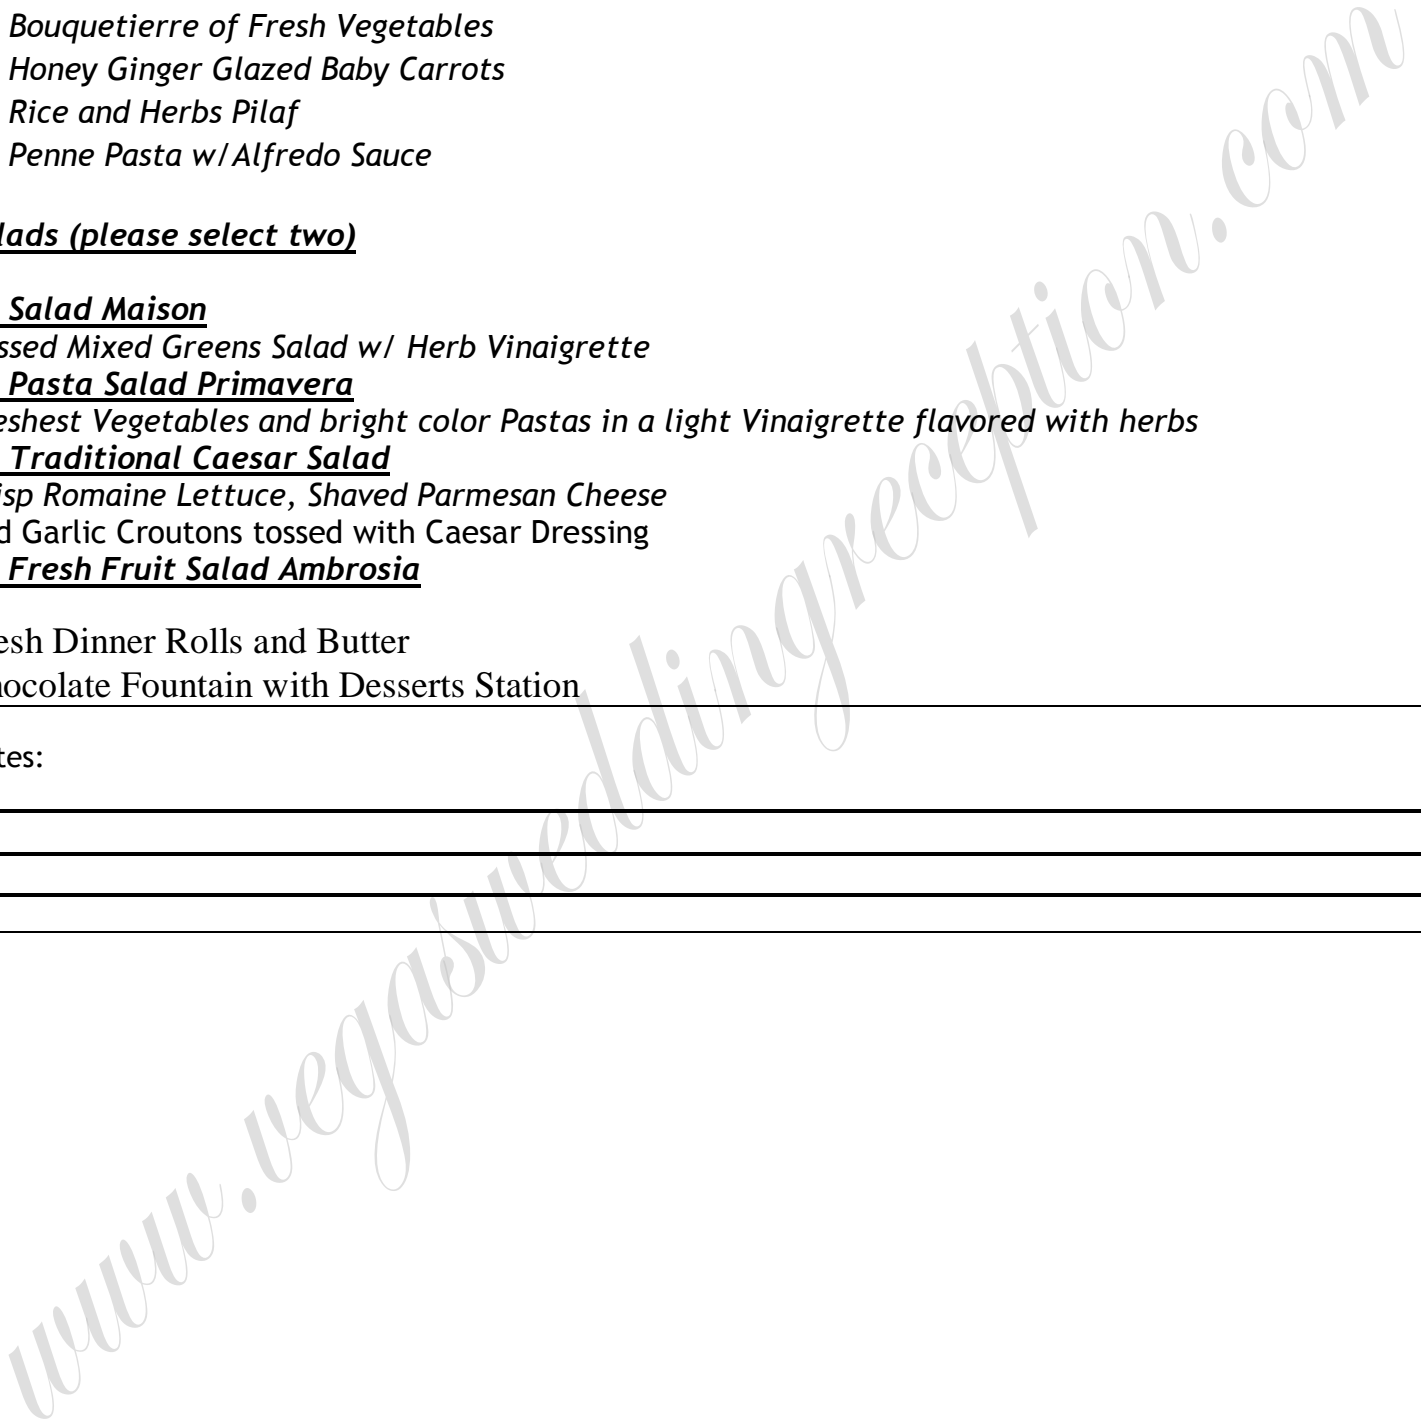 Bouquetierre of Fresh Vegetables
Honey Ginger Glazed Baby Carrots
Rice and Herbs Pilaf
Penne Pasta w/Alfredo Sauce
lads (please select two)
Salad Maison
ssed Mixed Greens Salad w/ Herb Vinaigrette
Pasta Salad Primavera
eshest Vegetables and bright color Pastas in a light Vinaigrette flavored with herbs
Traditional Caesar Salad
isp Romaine Lettuce, Shaved Parmesan Cheese
d Garlic Croutons tossed with Caesar Dressing
Fresh Fruit Salad Ambrosia
esh Dinner Rolls and Butter
hocolate Fountain with Desserts Station
tes:
www.vegasweddingreception.com